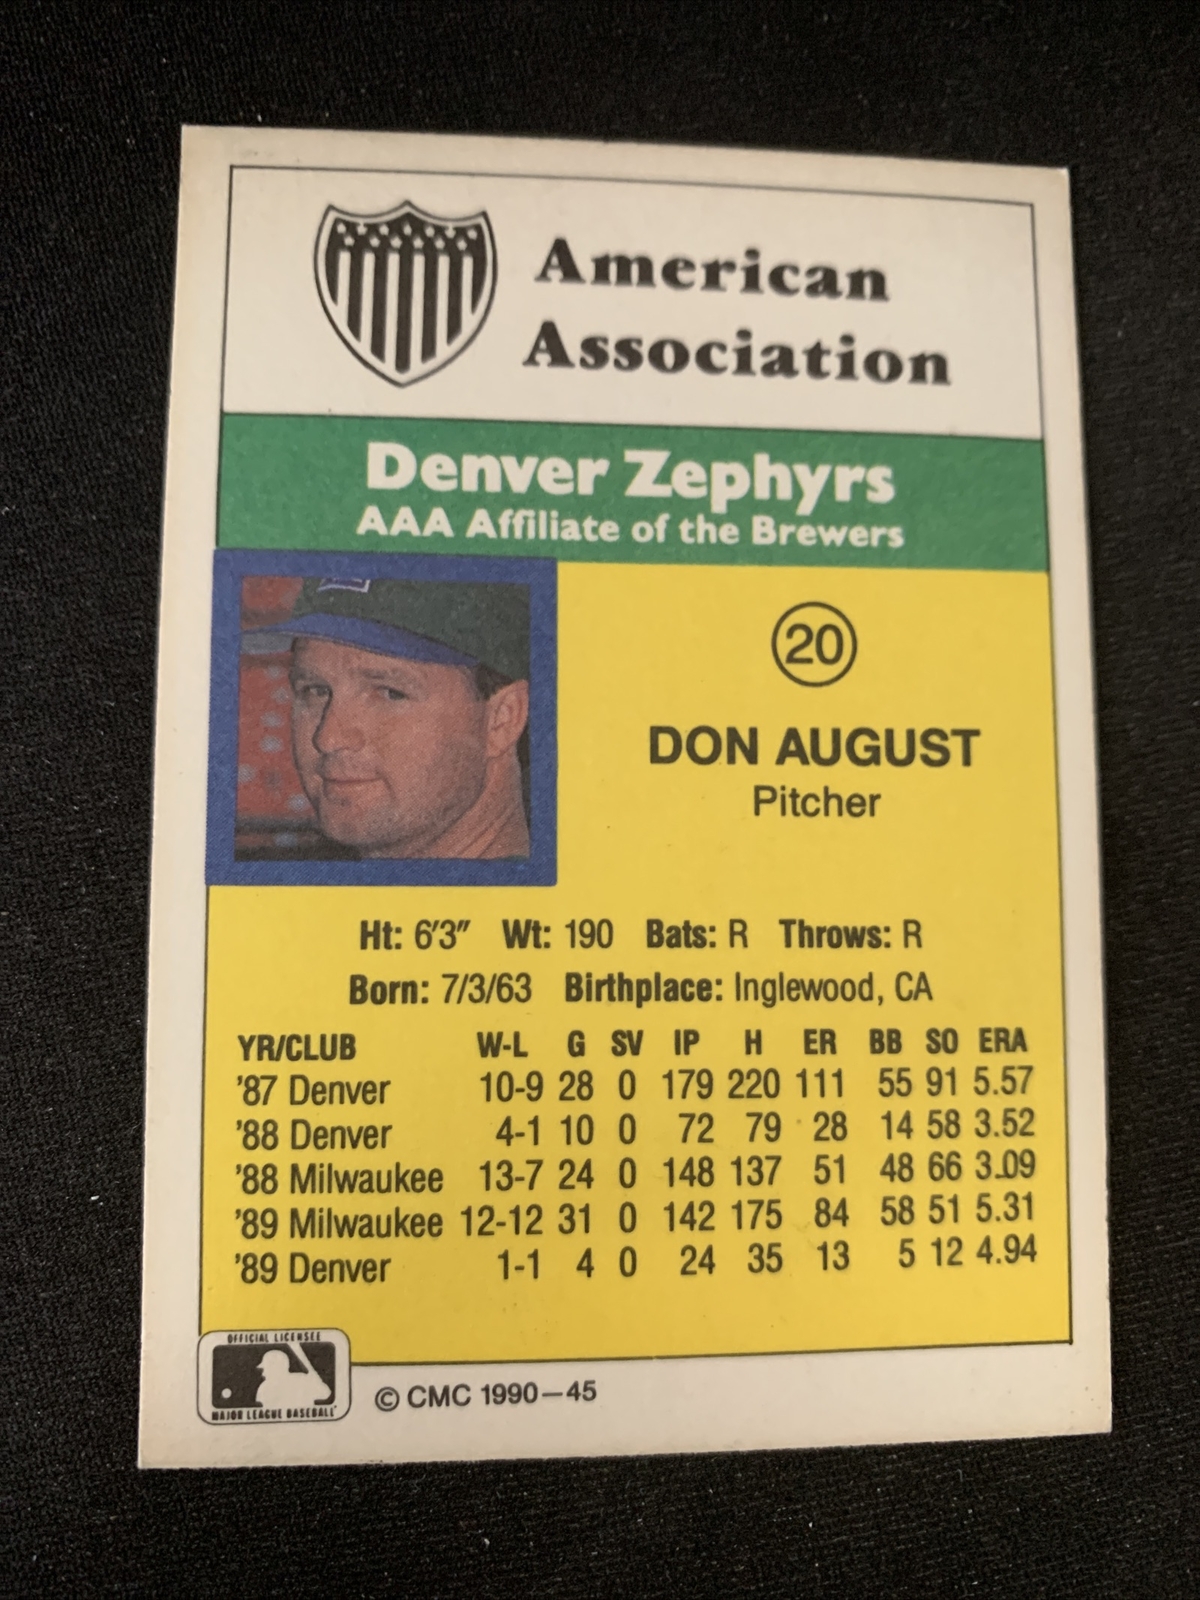 American
Association
Denver Zephyrs
AAA Affiliate of the Brewers
20
DON AUGUST
Pitcher
Ht: 6'3" Wt: 190 Bats: R Throws: R
Born: 7/3/63 Birthplace: Inglewood, CA
YR/CLUB W-L G SV IP H ER BB SO ERA
'87 Denver 10-9 28 0 179 220 111 55 91 5.57
'88 Denver 4-1 10 0 72 79 28 14 58 3.52
'88 Milwaukee 13-7 24 0 148 137 51 48 66 3.09
'89 Milwaukee 12-12 31 0 142 175 84 58 51 5.31
'89 Denver 1-1 4 0 24 35 13 5 12 4.94
OFFICIAL LICENSEE
MAJOR LEAGUE BASEBALL
© CMC 1990—45